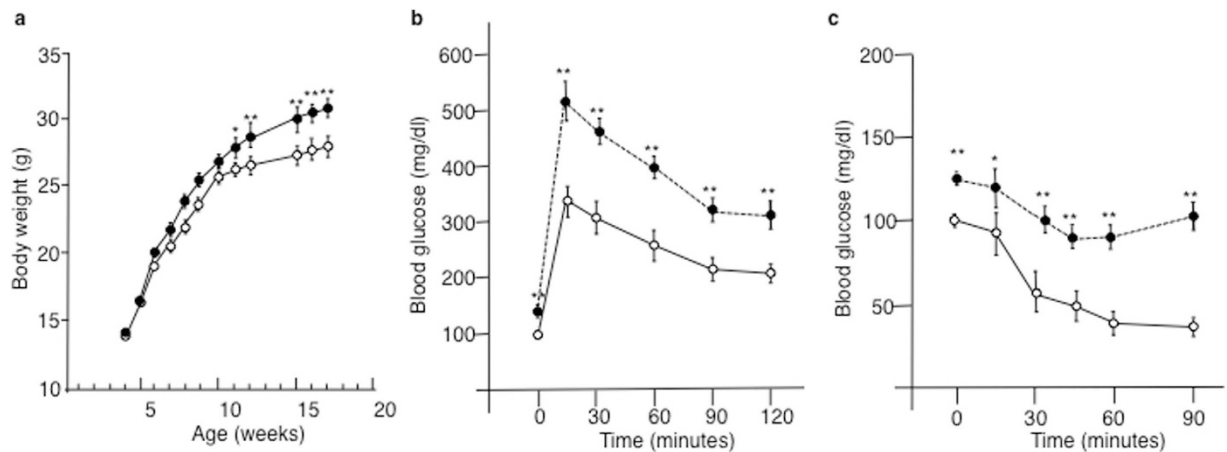 a
35
30
25
20
15
10
5
10
15
20
Body weight (g)
Age (weeks)
* ** ** ** **
b
600
500
400
300
200
100
0
30
60
90
120
Blood glucose (mg/dl)
Time (minutes)
** ** ** ** ** ** **
c
200
150
100
50
0
30
60
90
Blood glucose (mg/dl)
Time (minutes)
** * ** ** ** **